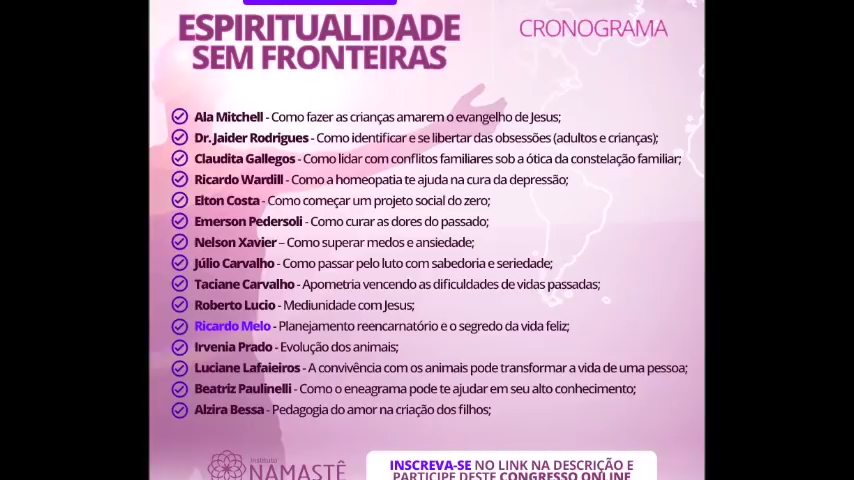 ESPIRITUALIDADE
SEM FRONTEIRAS
CRONOGRAMA
Ala Mitchell - Como fazer as crianças amarem o evangelho de Jesus;
Dr. Jaider Rodrigues - Como identificar e se libertar das obsessões (adultos e crianças);
Claudita Gallegos - Como lidar com conflitos familiares sob a ótica da constelação familiar;
Ricardo Wardill - Como a homeopatia te ajuda na cura da depressão;
Elton Costa - Como começar um projeto social do zero;
Emerson Pedersoli - Como curar as dores do passado;
Nelson Xavier – Como superar medos e ansiedade;
Júlio Carvalho - Como passar pelo luto com sabedoria e seriedade;
Taciane Carvalho - Apometria vencendo as dificuldades de vidas passadas;
Roberto Lucio - Mediunidade com Jesus;
Ricardo Melo - Planejamento reencarnatório e o segredo da vida feliz;
Irvenia Prado - Evolução dos animais;
Luciane Lafaieiros - A convivência com os animais pode transformar a vida de uma pessoa;
Beatriz Paulinelli - Como o eneagrama pode te ajudar em seu alto conhecimento;
Alzira Bessa - Pedagogia do amor na criação dos filhos;
Instituto
NAMASTÊ
INSCREVA-SE NO LINK NA DESCRIÇÃO E
PARTICIPE DESTE CONGRESSO ONLINE